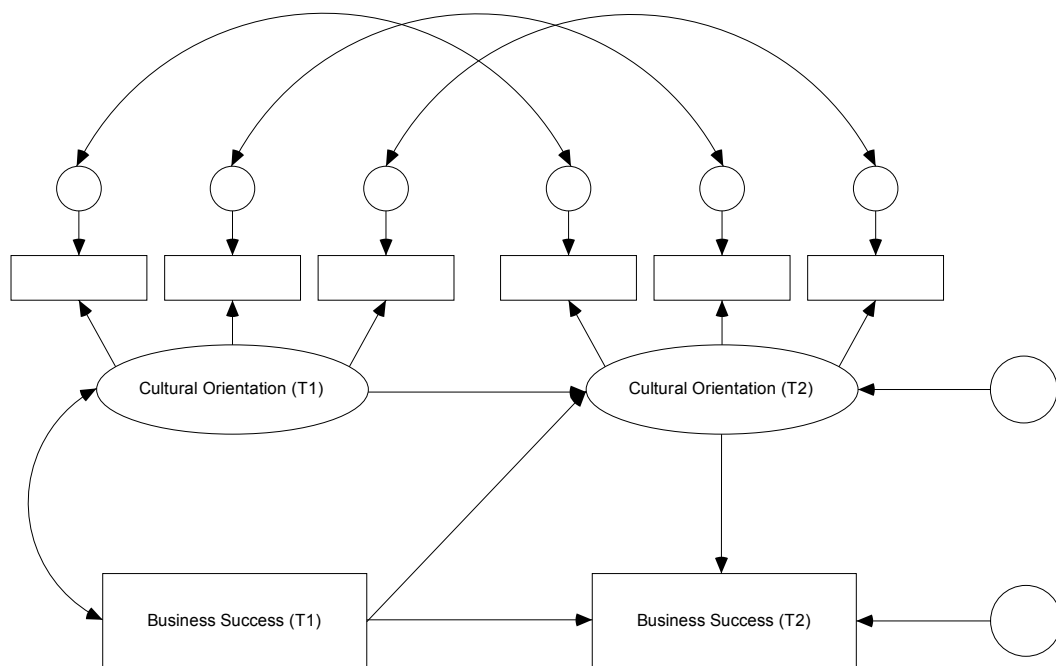 Cultural Orientation (T1)
Cultural Orientation (T2)
Business Success (T1)
Business Success (T2)